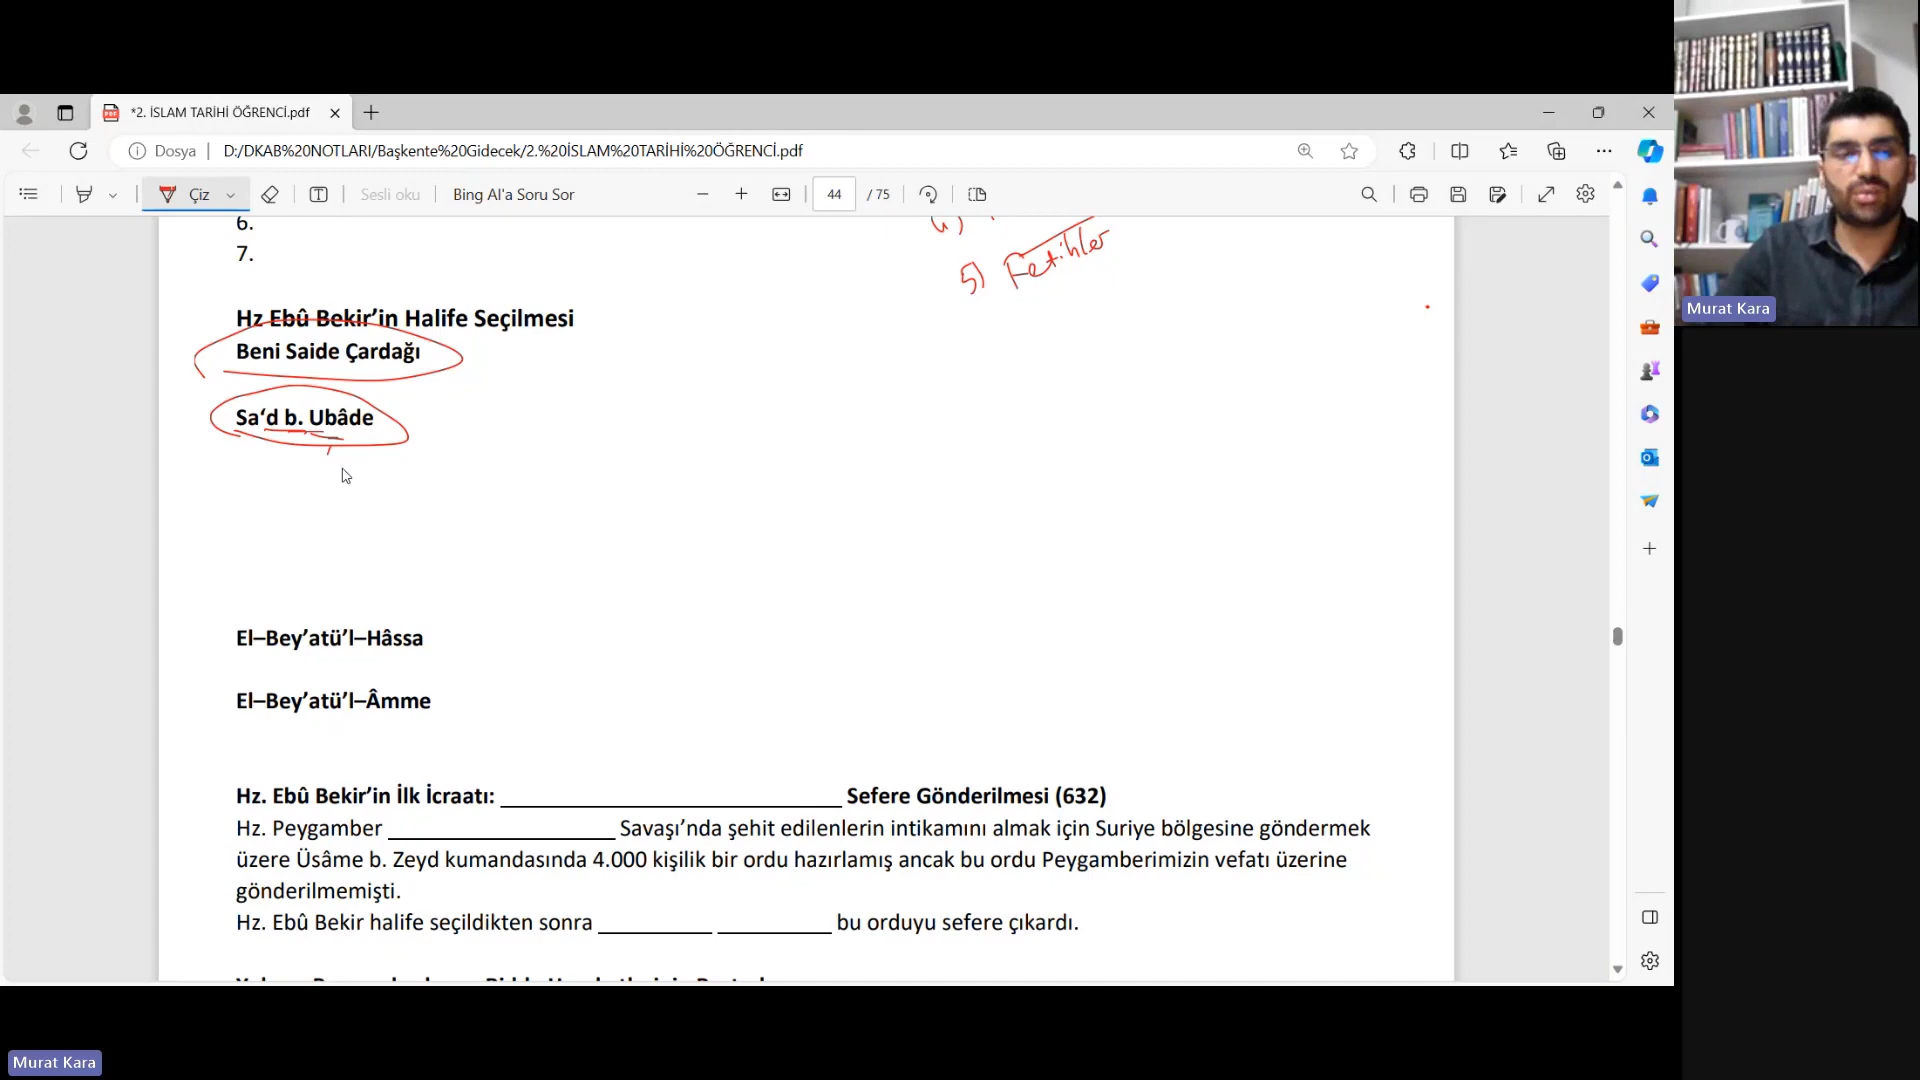 *2. İSLAM TARİHİ ÖĞRENCİ.pdf
Dosya
D:/DKAB%20NOTLARI/Başkente%20Gidecek/2.%20İSLAM%20TARİHİ%20ÖĞRENCİ.pdf
Çiz
Sesli oku
Bing AI'a Soru Sor
44 / 75
6.
7.
5) Fetihler
Hz Ebû Bekir’in Halife Seçilmesi
Beni Saide Çardağı
Sa‘d b. Ubâde
El–Bey’atü’l–Hâssa
El–Bey’atü’l–Âmme
Hz. Ebû Bekir’in İlk İcraatı: ______________________________ Sefere Gönderilmesi (632)
Hz. Peygamber ____________________ Savaşı’nda şehit edilenlerin intikamını almak için Suriye bölgesine göndermek
üzere Üsâme b. Zeyd kumandasında 4.000 kişilik bir ordu hazırlamış ancak bu ordu Peygamberimizin vefatı üzerine
gönderilmemişti.
Hz. Ebû Bekir halife seçildikten sonra __________ __________ bu orduyu sefere çıkardı.
Murat Kara
Murat Kara